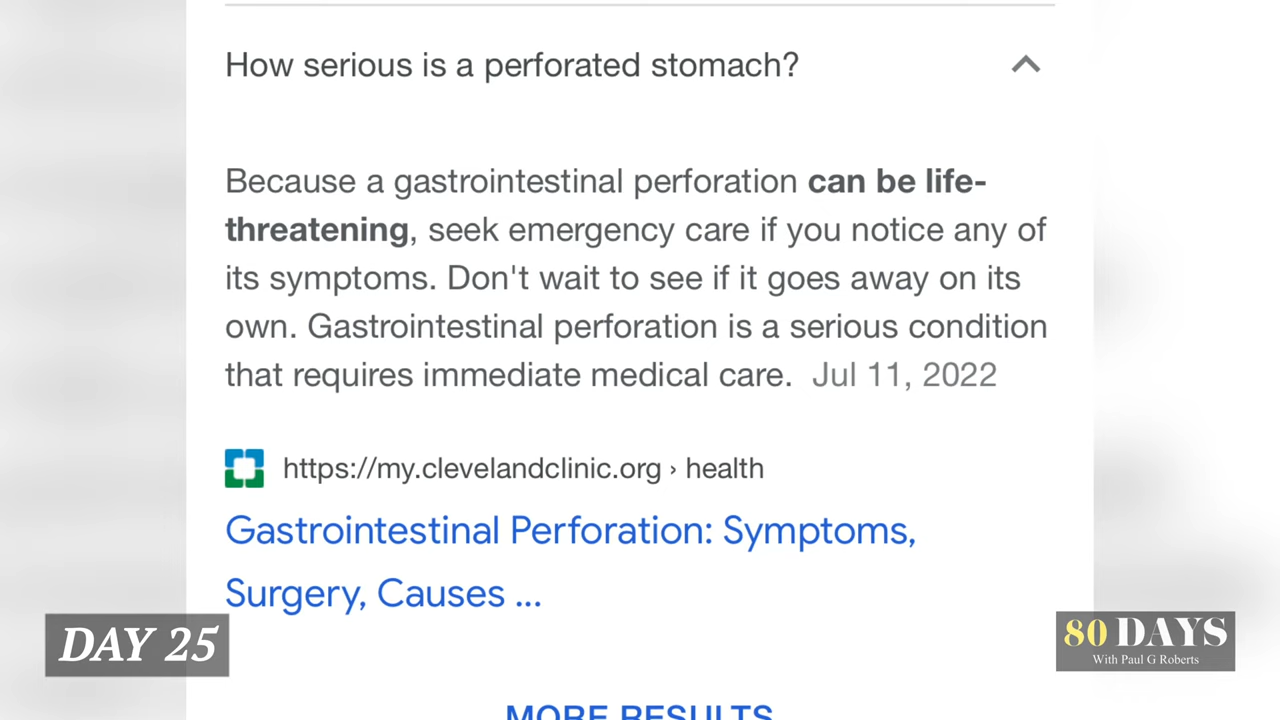 How serious is a perforated stomach?
Because a gastrointestinal perforation can be life-
threatening, seek emergency care if you notice any of
its symptoms. Don't wait to see if it goes away on its
own. Gastrointestinal perforation is a serious condition
that requires immediate medical care. Jul 11, 2022
https://my.clevelandclinic.org › health
Gastrointestinal Perforation: Symptoms,
Surgery, Causes ...
DAY 25
80 DAYS
With Paul G Roberts
MORE RESULTS